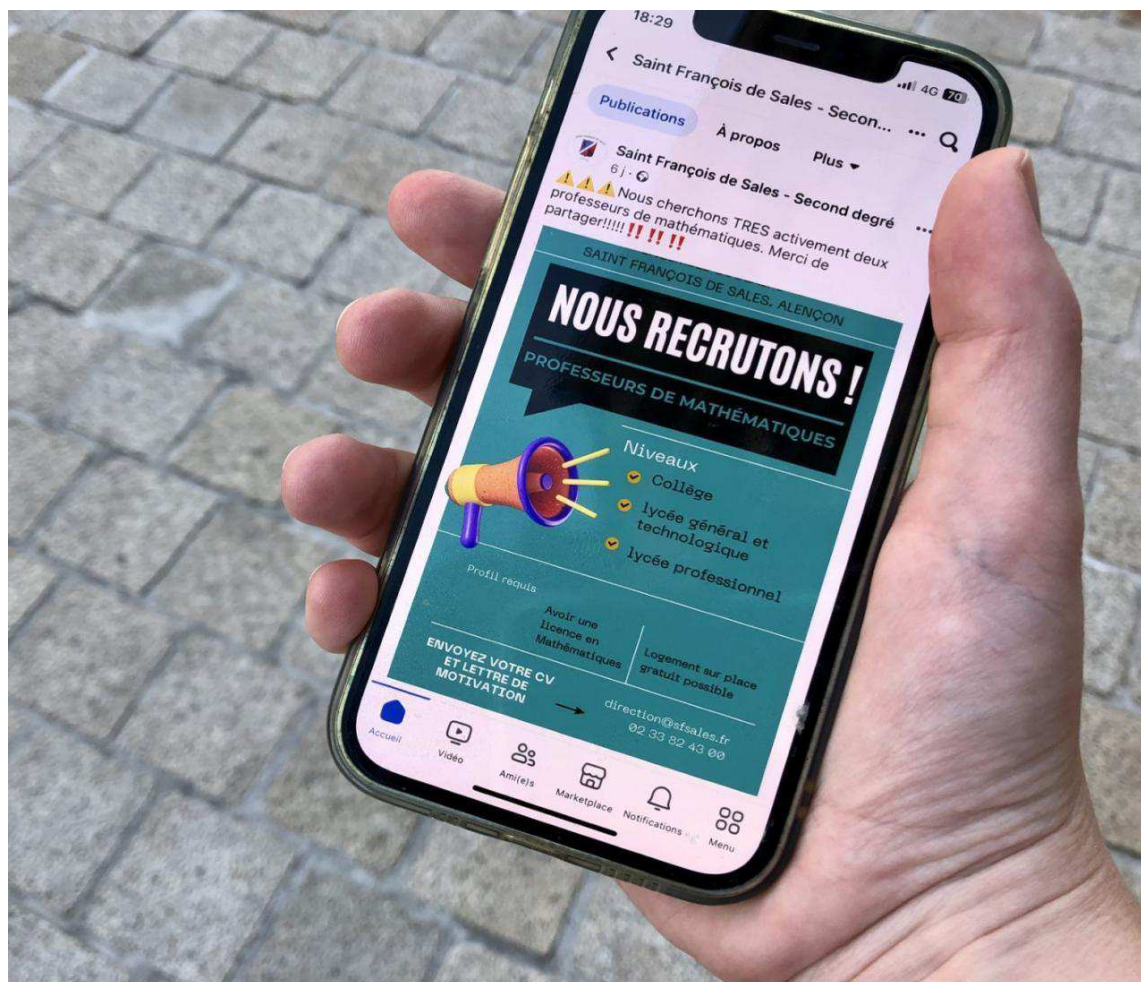 18:29
4G 70
Saint François de Sales - Secon...
Publications
À propos
Plus
Saint François de Sales - Second degré
6 j
Nous cherchons TRES activement deux
professeurs de mathématiques. Merci de
partager!!!!! ‼️ ‼️ ‼️
SAINT FRANÇOIS DE SALES. ALENÇON
NOUS RECRUTONS !
PROFESSEURS DE MATHÉMATIQUES
Niveaux
Collège
lycée général et
technologique
lycée professionnel
Profil requis
Avoir une
licence en
Mathématiques
Logement sur place
gratuit possible
ENVOYEZ VOTRE CV
ET LETTRE DE
MOTIVATION
direction@sfsales.fr
02 33 82 43 00
Accueil
Vidéo
Ami(e)s
Marketplace
Notifications
Menu